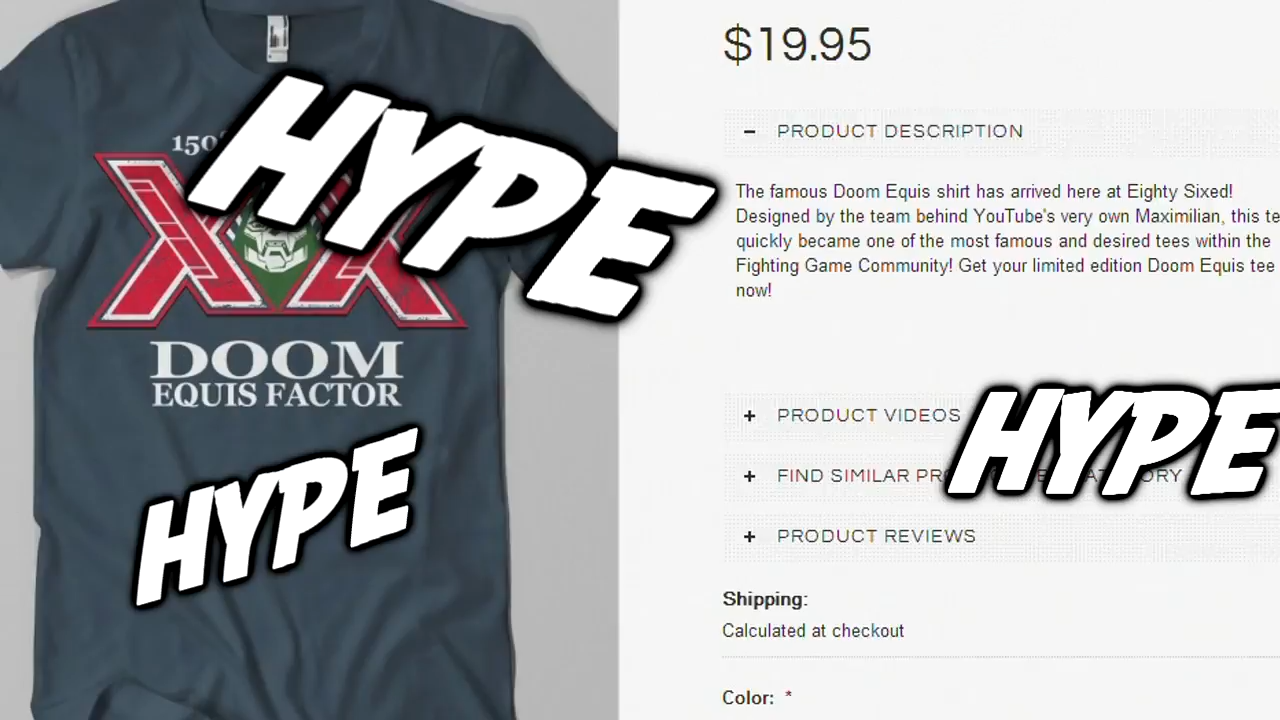 $19.95
HYPE
150
PRODUCT DESCRIPTION
The famous Doom Equis shirt has arrived here at Eighty Sixed!
Designed by the team behind YouTube's very own Maximilian, this
quickly became one of the most famous and desired tees within the
Fighting Game Community! Get your limited edition Doom Equis tee
now!
DOOM
EQUIS FACTOR
HYPE
PRODUCT VIDEOS
HYPE
FIND SIMILAR
PRODUCT REVIEWS
Shipping:
Calculated at checkout
Color: *